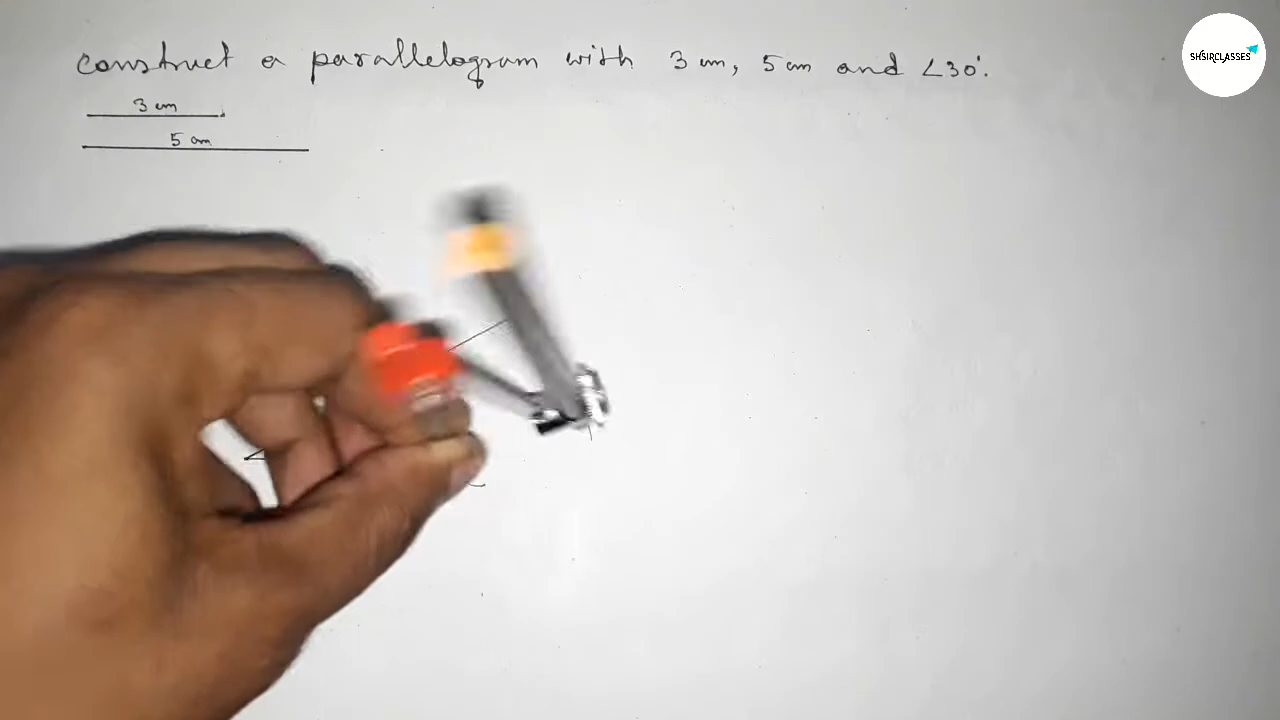 construct a parallelogram with 3 cm, 5 cm and ∠30°.
3 cm
5 cm
SHSIRCLASSES